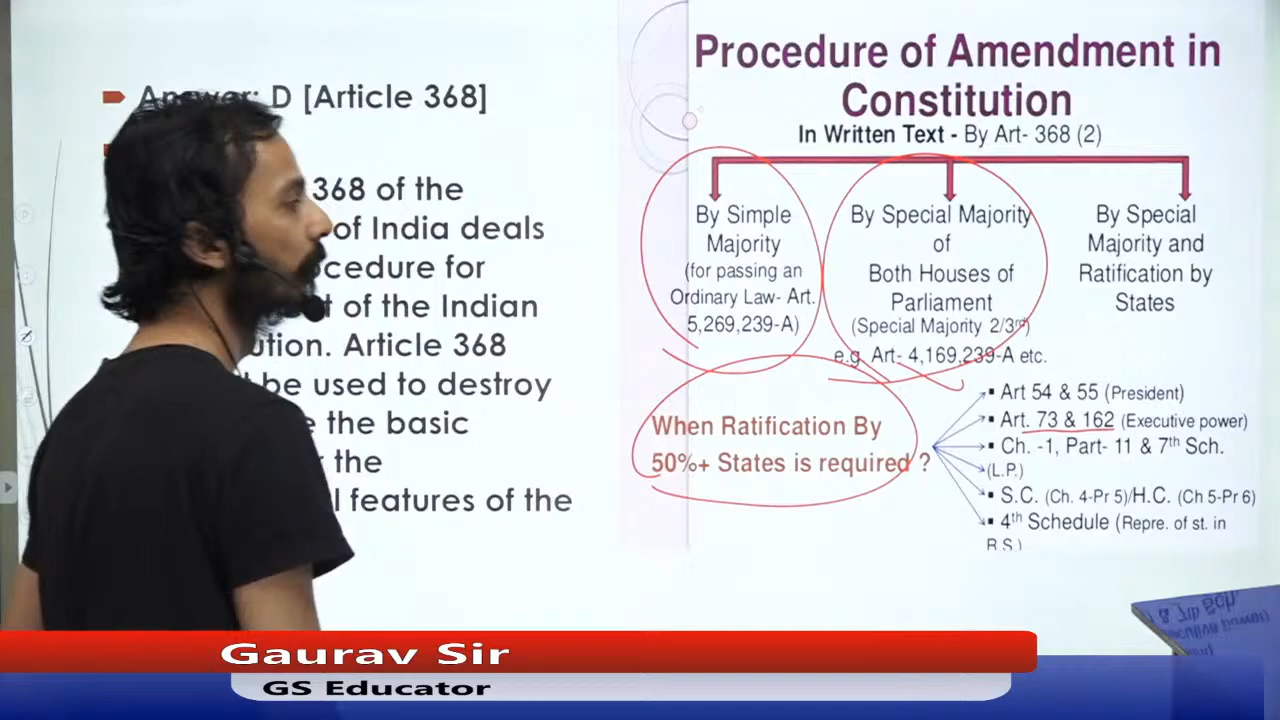 Answer: D [Article 368]
368 of the
of India deals
ocedure for
t of the Indian
ution. Article 368
t be used to destroy
e the basic
r the
l features of the
Procedure of Amendment in
Constitution
In Written Text - By Art- 368 (2)
By Simple
Majority
(for passing an
Ordinary Law- Art.
5,269,239-A)
By Special Majority
of
Both Houses of
Parliament
(Special Majority 2/3rd)
e.g. Art- 4,169,239-A etc.
By Special
Majority and
Ratification by
States
When Ratification By
50%+ States is required ?
▪ Art 54 & 55 (President)
▪ Art. 73 & 162 (Executive power)
▪ Ch. -1, Part- 11 & 7th Sch.
(L.P.)
▪ S.C. (Ch. 4-Pr 5)/H.C. (Ch 5-Pr 6)
▪ 4th Schedule (Repre. of st. in
R.S.)
Gaurav Sir
GS Educator